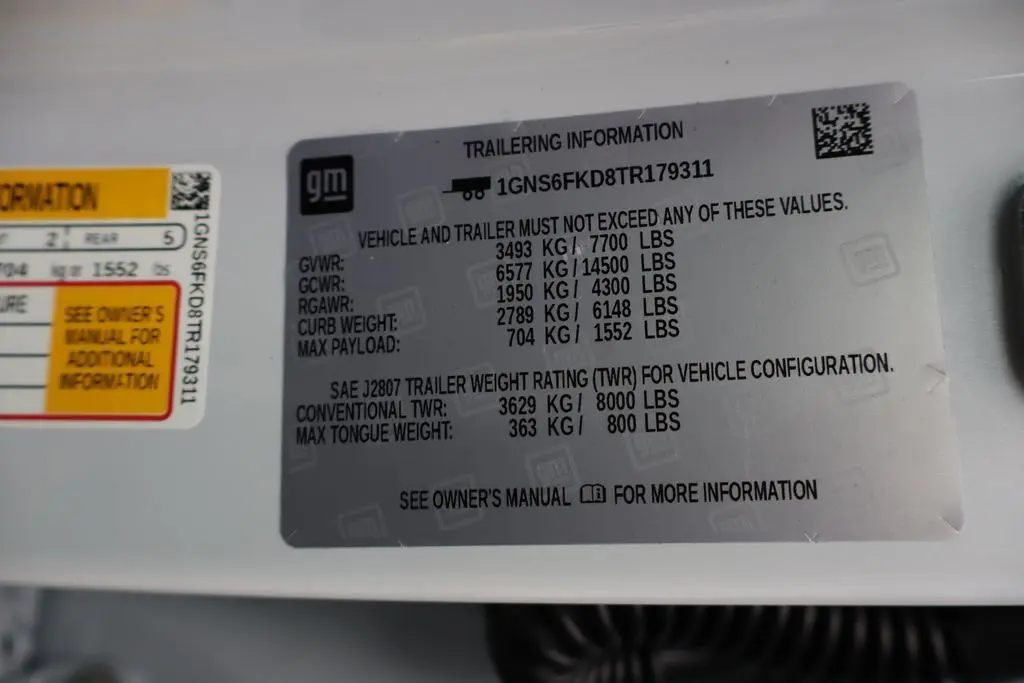 ORMATION
2 REAR 5
704 kg or 1552 lbs
URE
SEE OWNER'S
MANUAL FOR
ADDITIONAL
INFORMATION
1GNS6FKD8TR179311
gm
TRAILERING INFORMATION
1GNS6FKD8TR179311
VEHICLE AND TRAILER MUST NOT EXCEED ANY OF THESE VALUES.
GVWR: 3493 KG/ 7700 LBS
GCWR: 6577 KG/ 14500 LBS
RGAWR: 1950 KG/ 4300 LBS
CURB WEIGHT: 2789 KG/ 6148 LBS
MAX PAYLOAD: 704 KG/ 1552 LBS
SAE J2807 TRAILER WEIGHT RATING (TWR) FOR VEHICLE CONFIGURATION.
CONVENTIONAL TWR: 3629 KG/ 8000 LBS
MAX TONGUE WEIGHT: 363 KG/ 800 LBS
SEE OWNER'S MANUAL FOR MORE INFORMATION